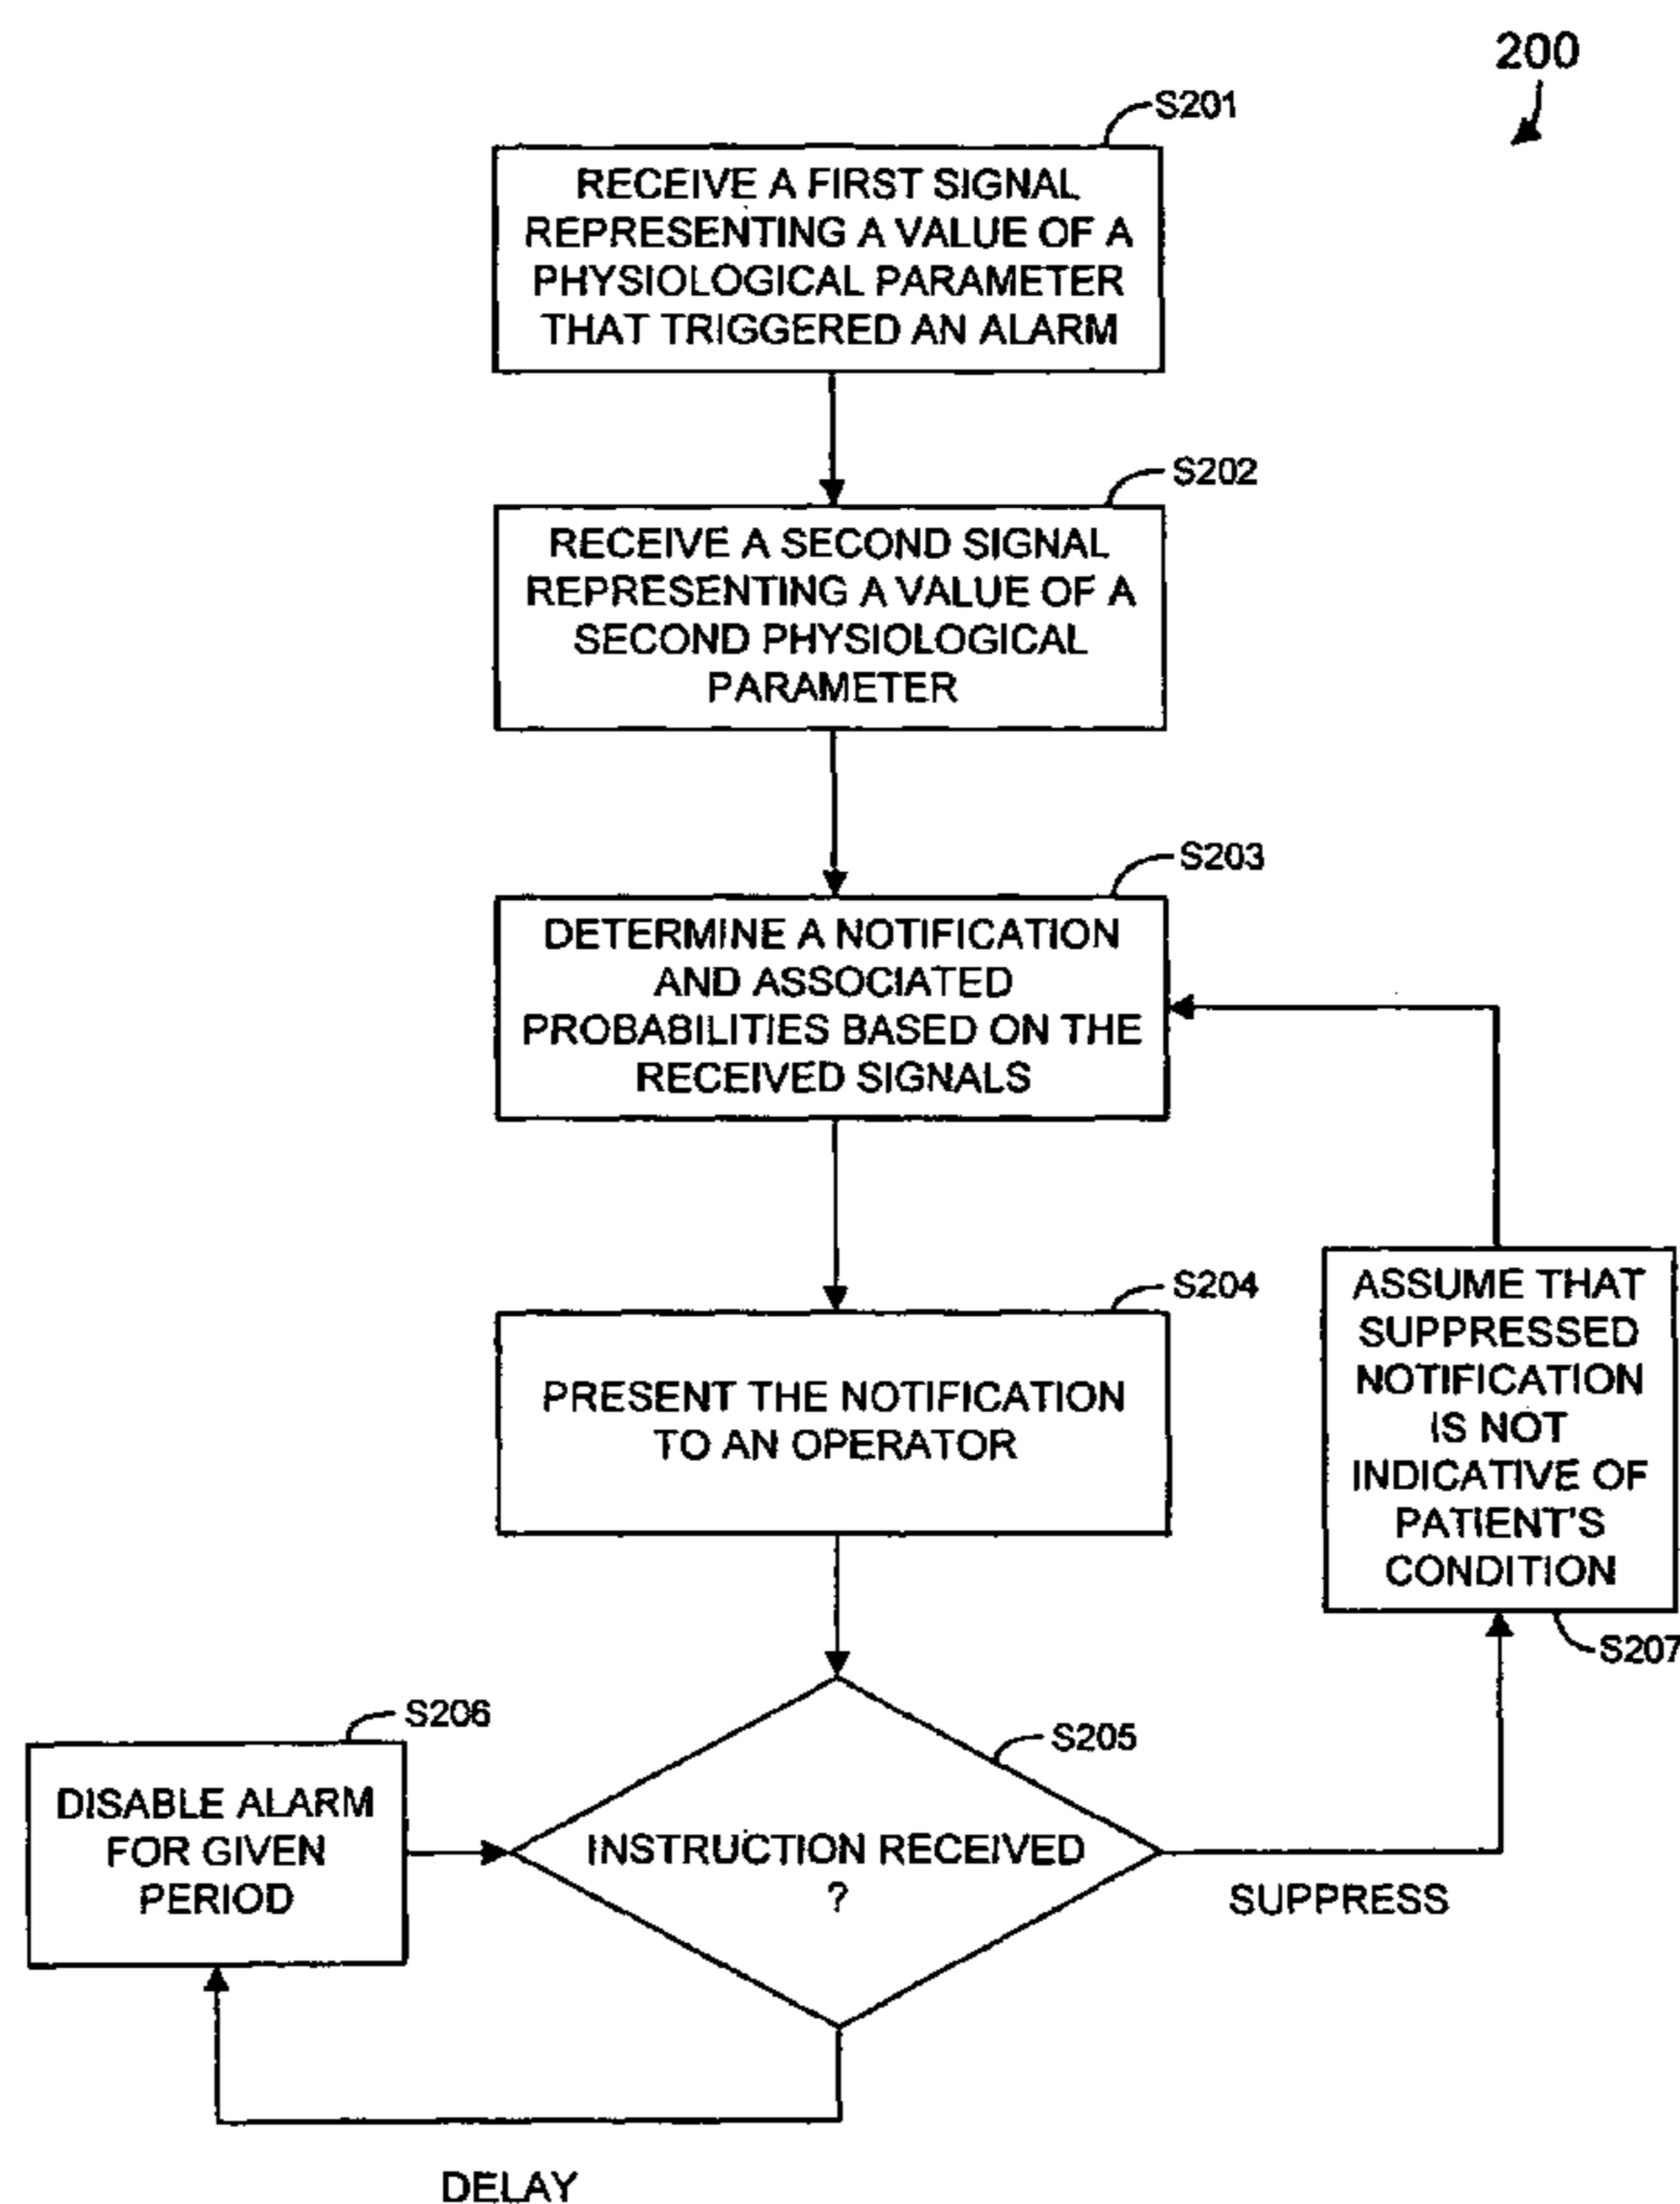 200
S201
RECEIVE A FIRST SIGNAL
REPRESENTING A VALUE OF A
PHYSIOLOGICAL PARAMETER
THAT TRIGGERED AN ALARM
S202
RECEIVE A SECOND SIGNAL
REPRESENTING A VALUE OF A
SECOND PHYSIOLOGICAL
PARAMETER
S203
DETERMINE A NOTIFICATION
AND ASSOCIATED
PROBABILITIES BASED ON THE
RECEIVED SIGNALS
S204
PRESENT THE NOTIFICATION
TO AN OPERATOR
ASSUME THAT
SUPPRESSED
NOTIFICATION
IS NOT
INDICATIVE OF
PATIENT'S
CONDITION
S207
S206
DISABLE ALARM
FOR GIVEN
PERIOD
S205
INSTRUCTION RECEIVED
?
SUPPRESS
DELAY